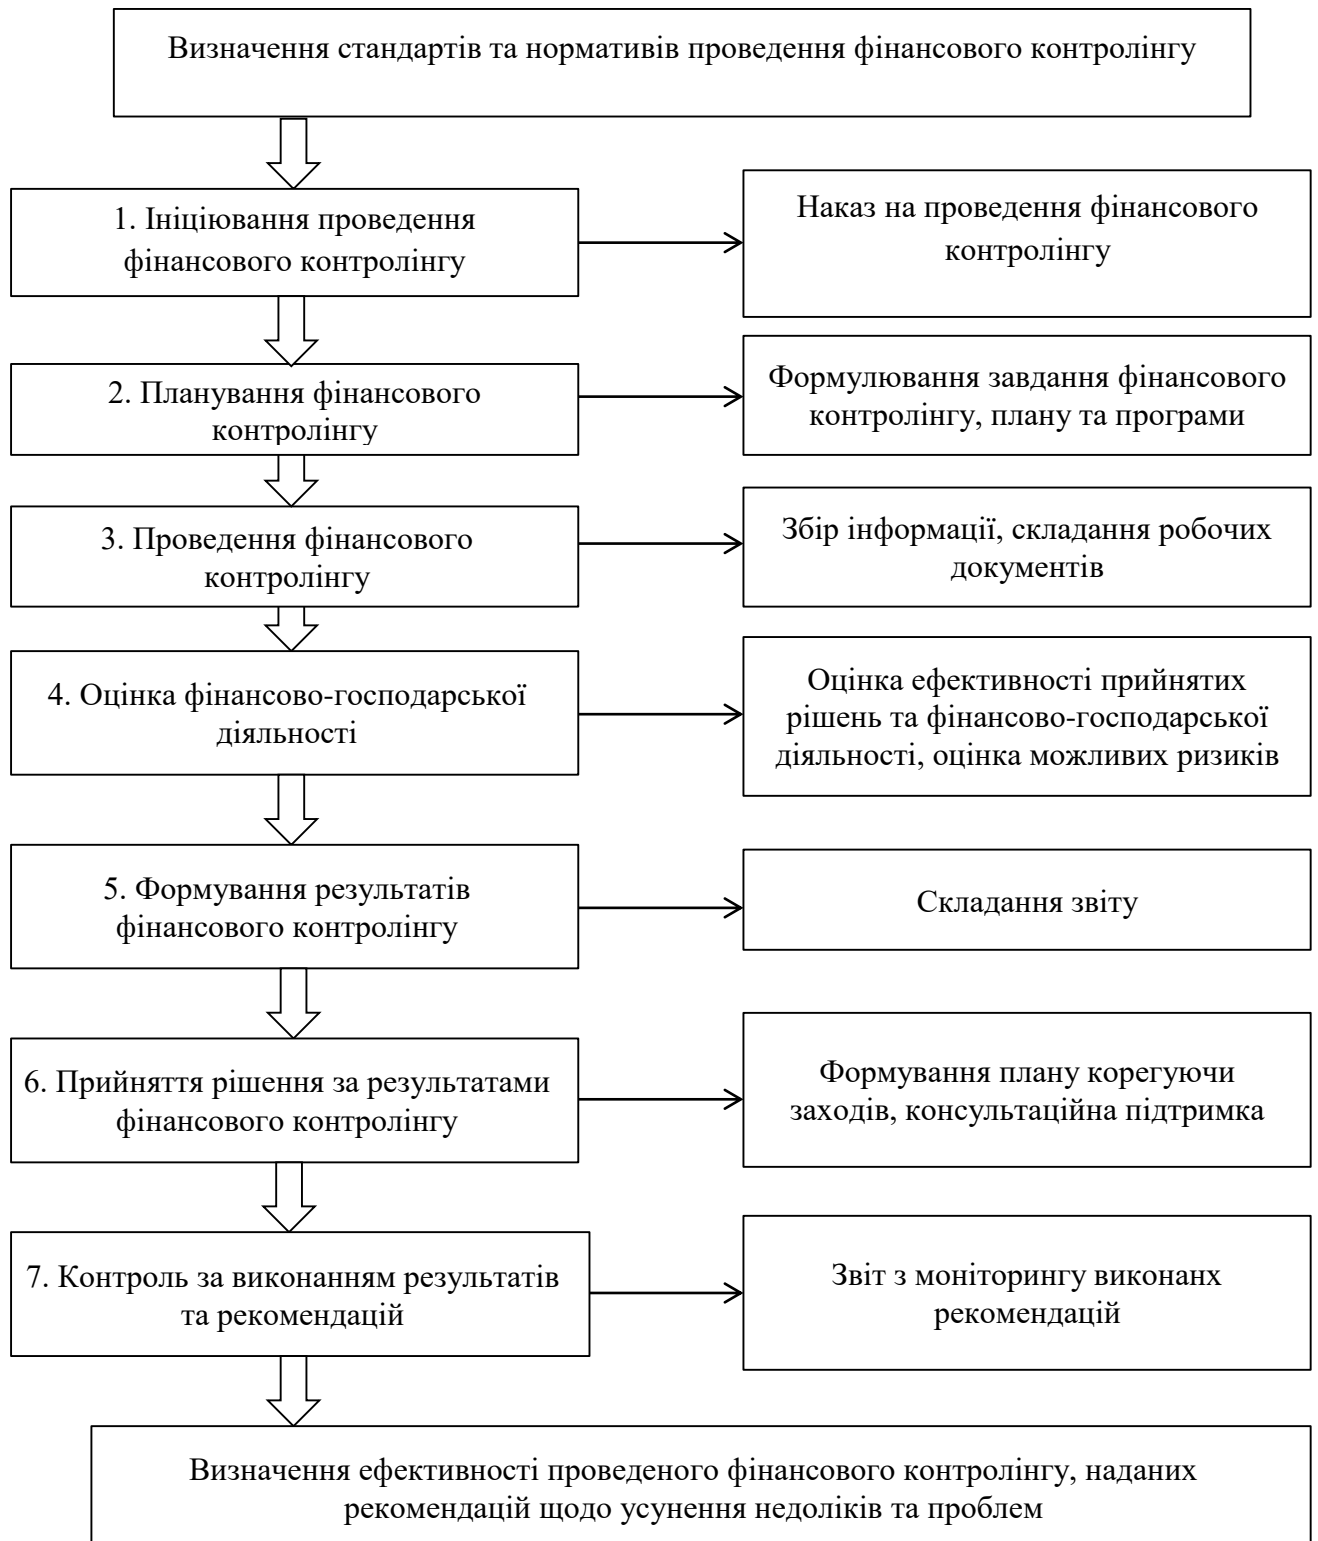 Визначення стандартів та нормативів проведення фінансового контролінгу
1. Ініціювання проведення
фінансового контролінгу
Наказ на проведення фінансового
контролінгу
2. Планування фінансового
контролінгу
Формулювання завдання фінансового
контролінгу, плану та програми
3. Проведення фінансового
контролінгу
Збір інформації, складання робочих
документів
4. Оцінка фінансово-господарської
діяльності
Оцінка ефективності прийнятих
рішень та фінансово-господарської
діяльності, оцінка можливих ризиків
5. Формування результатів
фінансового контролінгу
Складання звіту
6. Прийняття рішення за результатами
фінансового контролінгу
Формування плану корегуючи
заходів, консультаційна підтримка
7. Контроль за виконанням результатів
та рекомендацій
Звіт з моніторингу виконанх
рекомендацій
Визначення ефективності проведеного фінансового контролінгу, наданих
рекомендацій щодо усунення недоліків та проблем